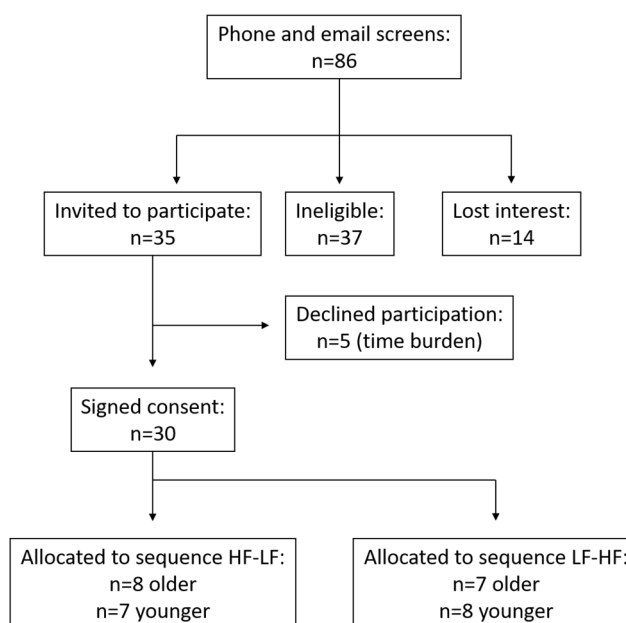 Phone and email screens:
n=86
Invited to participate:
n=35
Ineligible:
n=37
Lost interest:
n=14
Declined participation:
n=5 (time burden)
Signed consent:
n=30
Allocated to sequence HF-LF:
n=8 older
n=7 younger
Allocated to sequence LF-HF:
n=7 older
n=8 younger